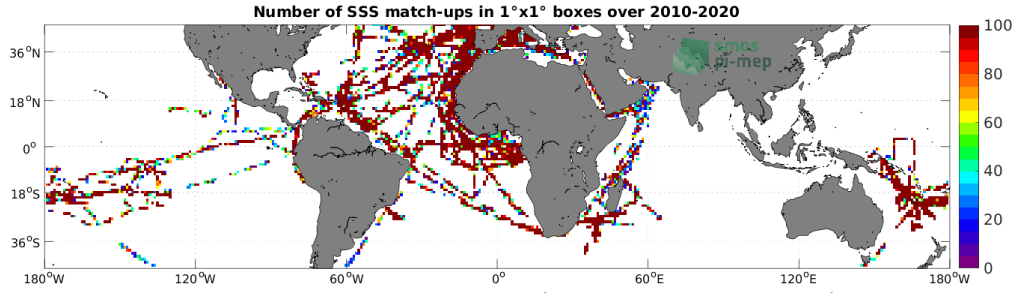 Number of SSS match-ups in 1°x1° boxes over 2010-2020
smos
pi-mep
36°N
18°N
0°
18°S
36°S
180°W
120°W
60°W
0°
60°E
120°E
180°W
100
80
60
40
20
0